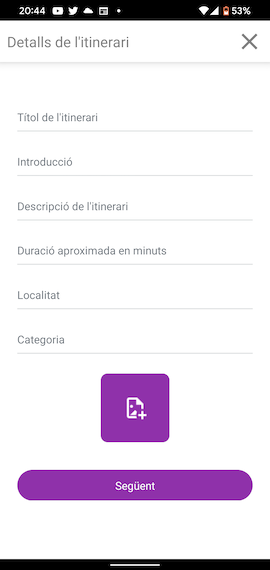 20:44
53%
Detalls de l'itinerari
Títol de l'itinerari
Introducció
Descripció de l'itinerari
Duració aproximada en minuts
Localitat
Categoria
Següent